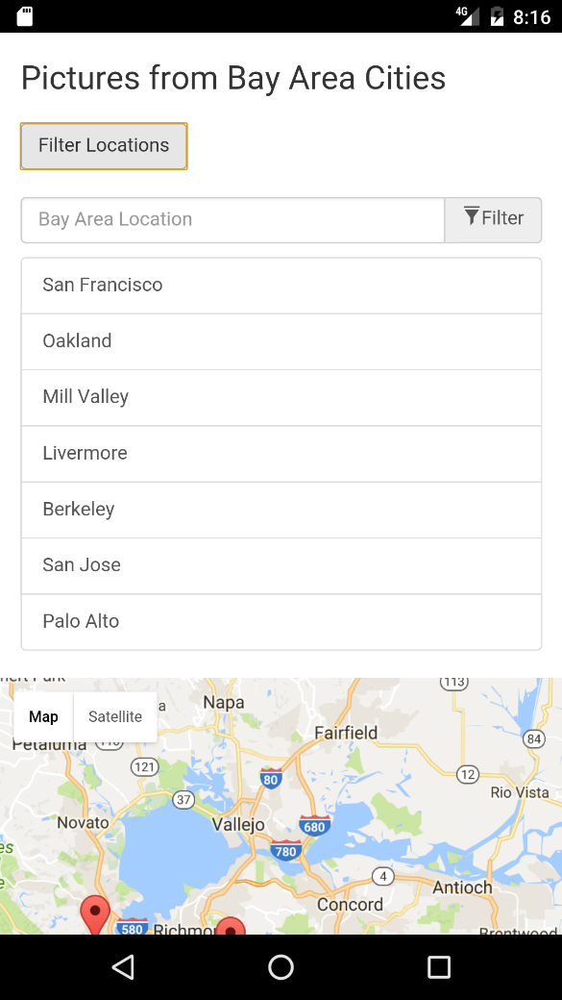 4G 8:16
Pictures from Bay Area Cities
Filter Locations
Bay Area Location
Filter
San Francisco
Oakland
Mill Valley
Livermore
Berkeley
San Jose
Palo Alto
113
Napa
Map Satellite
Fairfield
84
Petaluma
121
80
12
37
Rio Vista
Novato
Vallejo
680
780
4
Antioch
Concord
580
Brentwood